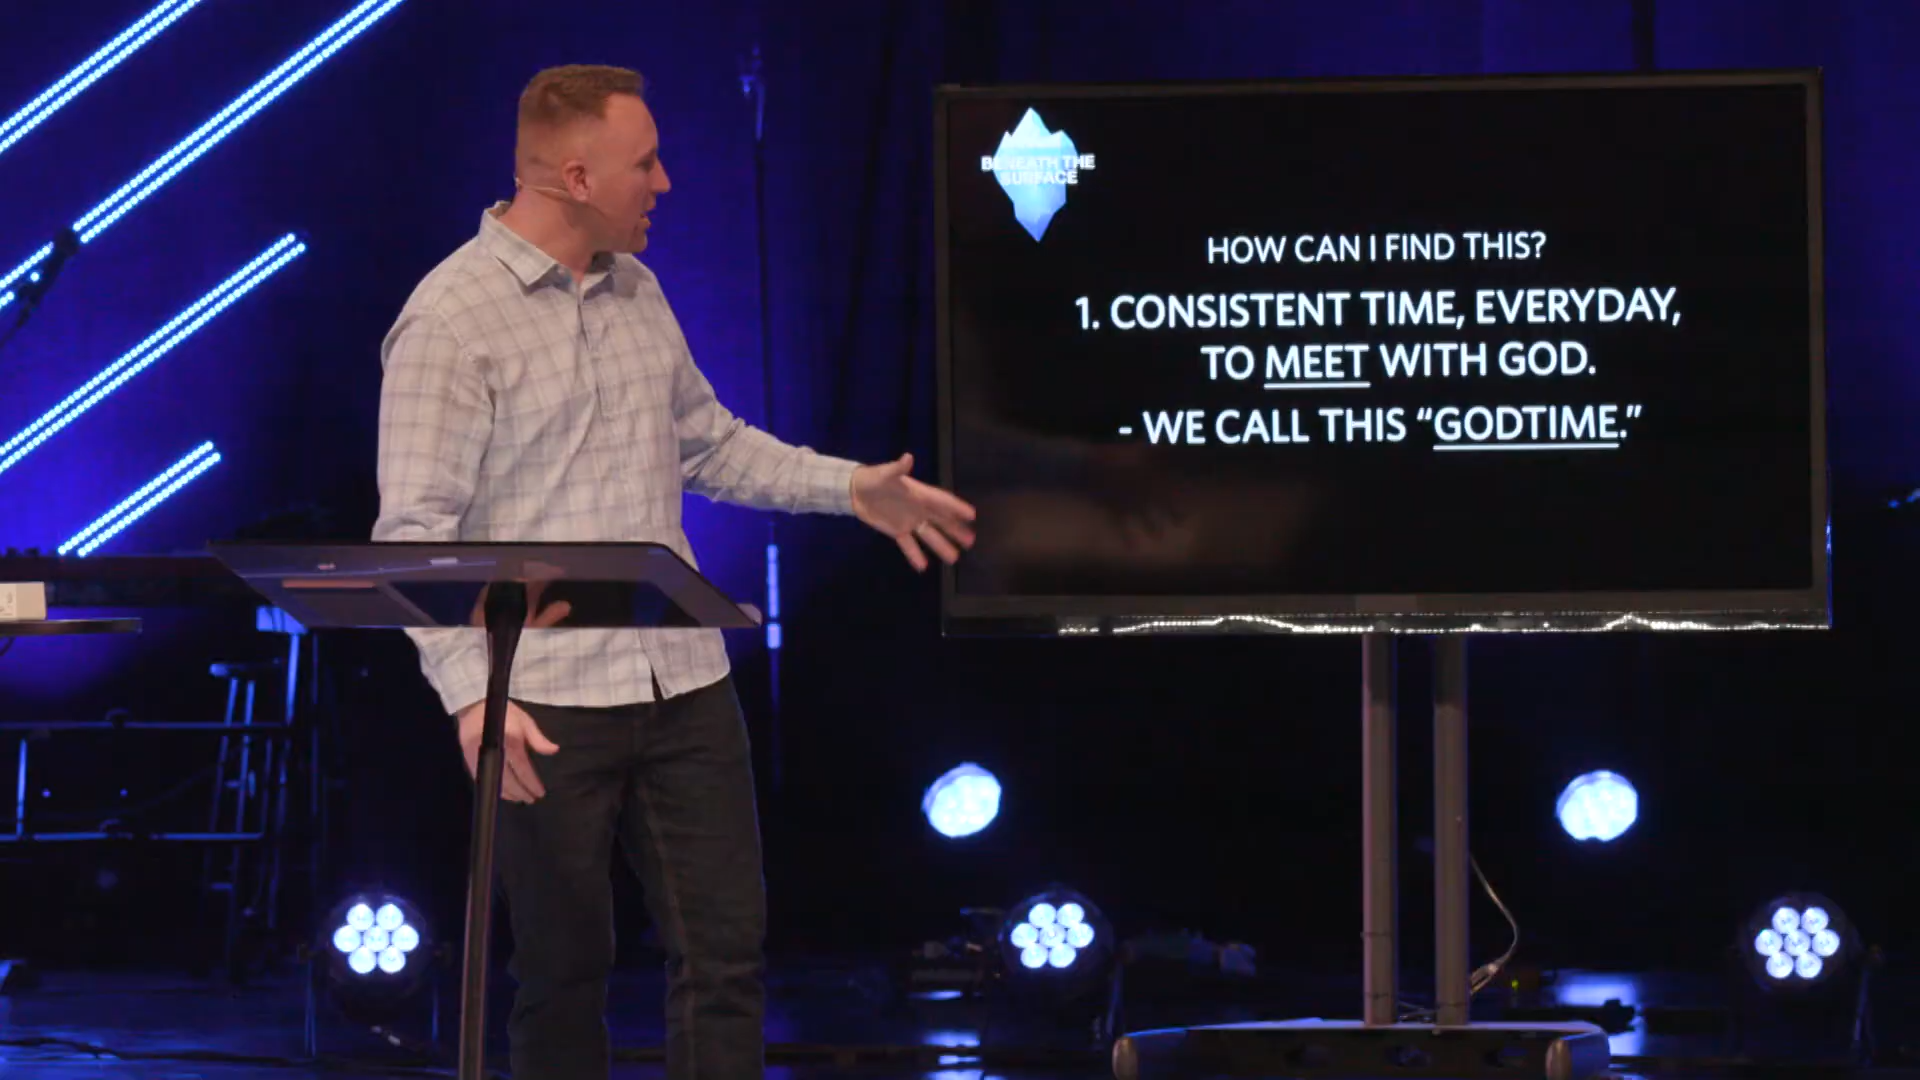 BENEATH THE
SURFACE
HOW CAN I FIND THIS?
1. CONSISTENT TIME, EVERYDAY,
TO MEET WITH GOD.
- WE CALL THIS “GODTIME.”